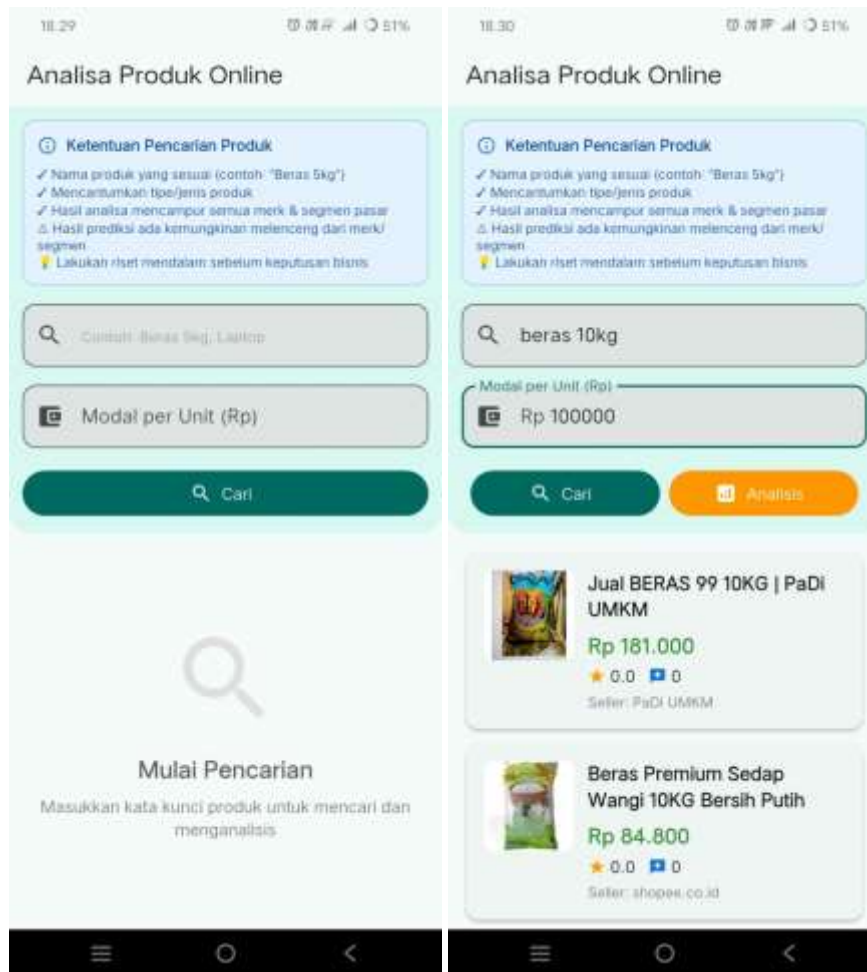 18.29
51%
Analisa Produk Online
Ketentuan Pencarian Produk
✓ Nama produk yang sesuai (contoh: "Beras 5kg")
✓ Mencantumkan tipe/jenis produk
✓ Hasil analisa mencampur semua merk & segmen pasar
⚠ Hasil prediksi ada kemungkinan melenceng dari merk/
segmen
💡 Lakukan riset mendalam sebelum keputusan bisnis
Contoh: Beras 5kg, Laptop
Modal per Unit (Rp)
Cari
Mulai Pencarian
Masukkan kata kunci produk untuk mencari dan
menganalisis
18.30
51%
Analisa Produk Online
Ketentuan Pencarian Produk
✓ Nama produk yang sesuai (contoh: "Beras 5kg")
✓ Mencantumkan tipe/jenis produk
✓ Hasil analisa mencampur semua merk & segmen pasar
⚠ Hasil prediksi ada kemungkinan melenceng dari merk/
segmen
💡 Lakukan riset mendalam sebelum keputusan bisnis
beras 10kg
Modal per Unit (Rp)
Rp 100000
Cari
Analisis
Jual BERAS 99 10KG | PaDi
UMKM
Rp 181.000
0.0 0
Seller: PaDi UMKM
Beras Premium Sedap
Wangi 10KG Bersih Putih
Rp 84.800
0.0 0
Seller: shopee.co.id